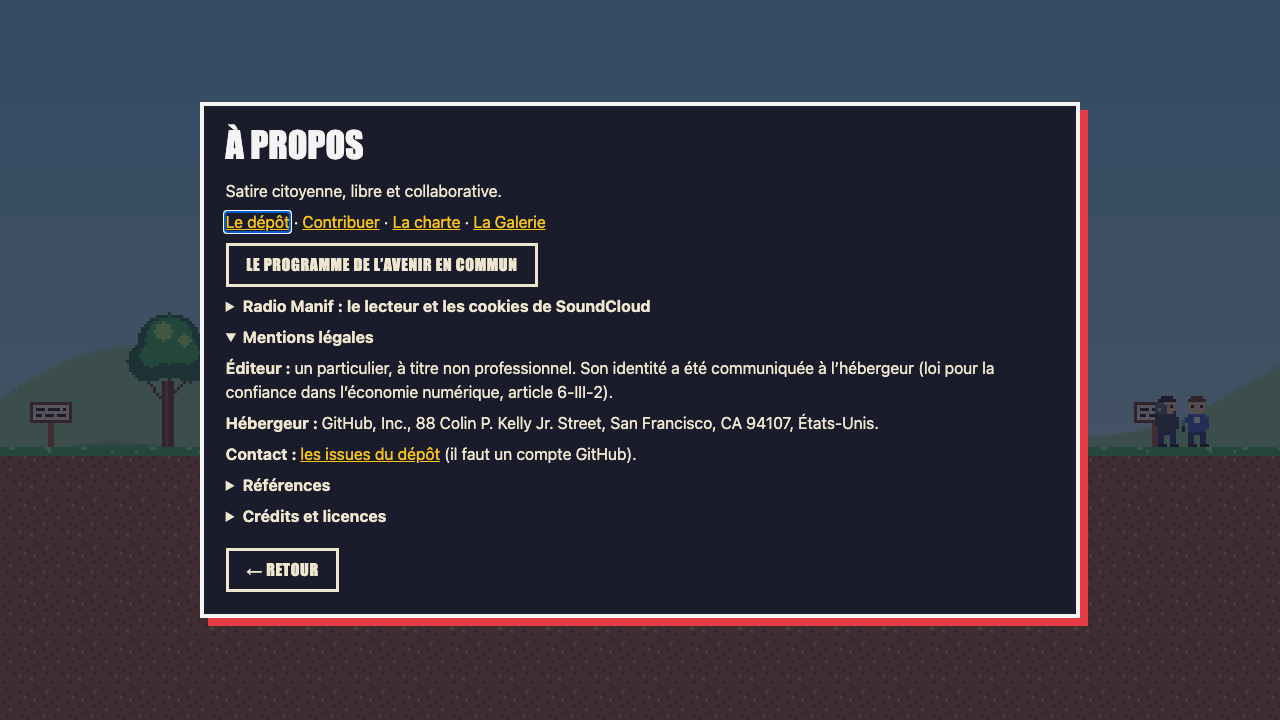 À PROPOS
Satire citoyenne, libre et collaborative.
Le dépôt · Contribuer · La charte · La Galerie
LE PROGRAMME DE L’AVENIR EN COMMUN
▶ Radio Manif : le lecteur et les cookies de SoundCloud
▼ Mentions légales
Éditeur : un particulier, à titre non professionnel. Son identité a été communiquée à l’hébergeur (loi pour la
confiance dans l’économie numérique, article 6-III-2).
Hébergeur : GitHub, Inc., 88 Colin P. Kelly Jr. Street, San Francisco, CA 94107, États-Unis.
Contact : les issues du dépôt (il faut un compte GitHub).
▶ Références
▶ Crédits et licences
← RETOUR